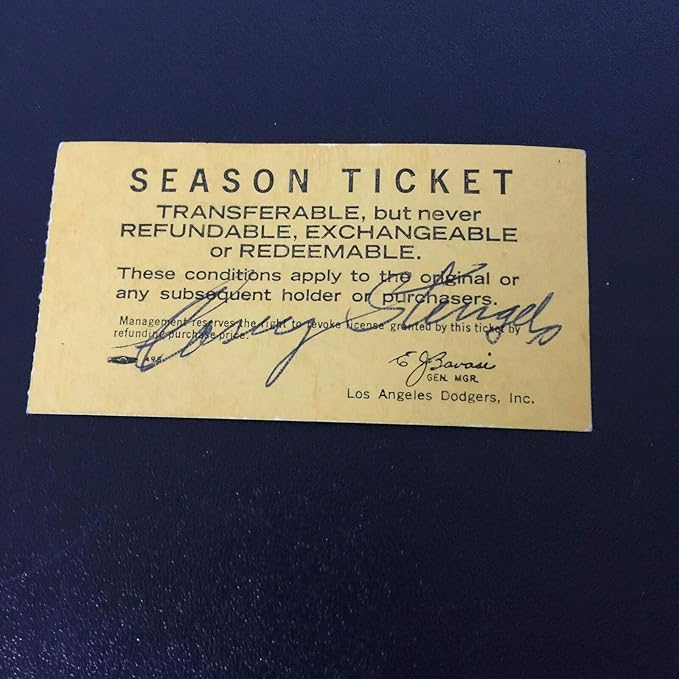 SEASON TICKET
TRANSFERABLE, but never
REFUNDABLE, EXCHANGEABLE
or REDEEMABLE.
These conditions apply to the original or
any subsequent holder or purchasers.
Management reserves the right to revoke license granted by this ticket by
refunding purchase price.
Casey Stengel
E J Bavasi
GEN. MGR.
Los Angeles Dodgers, Inc.